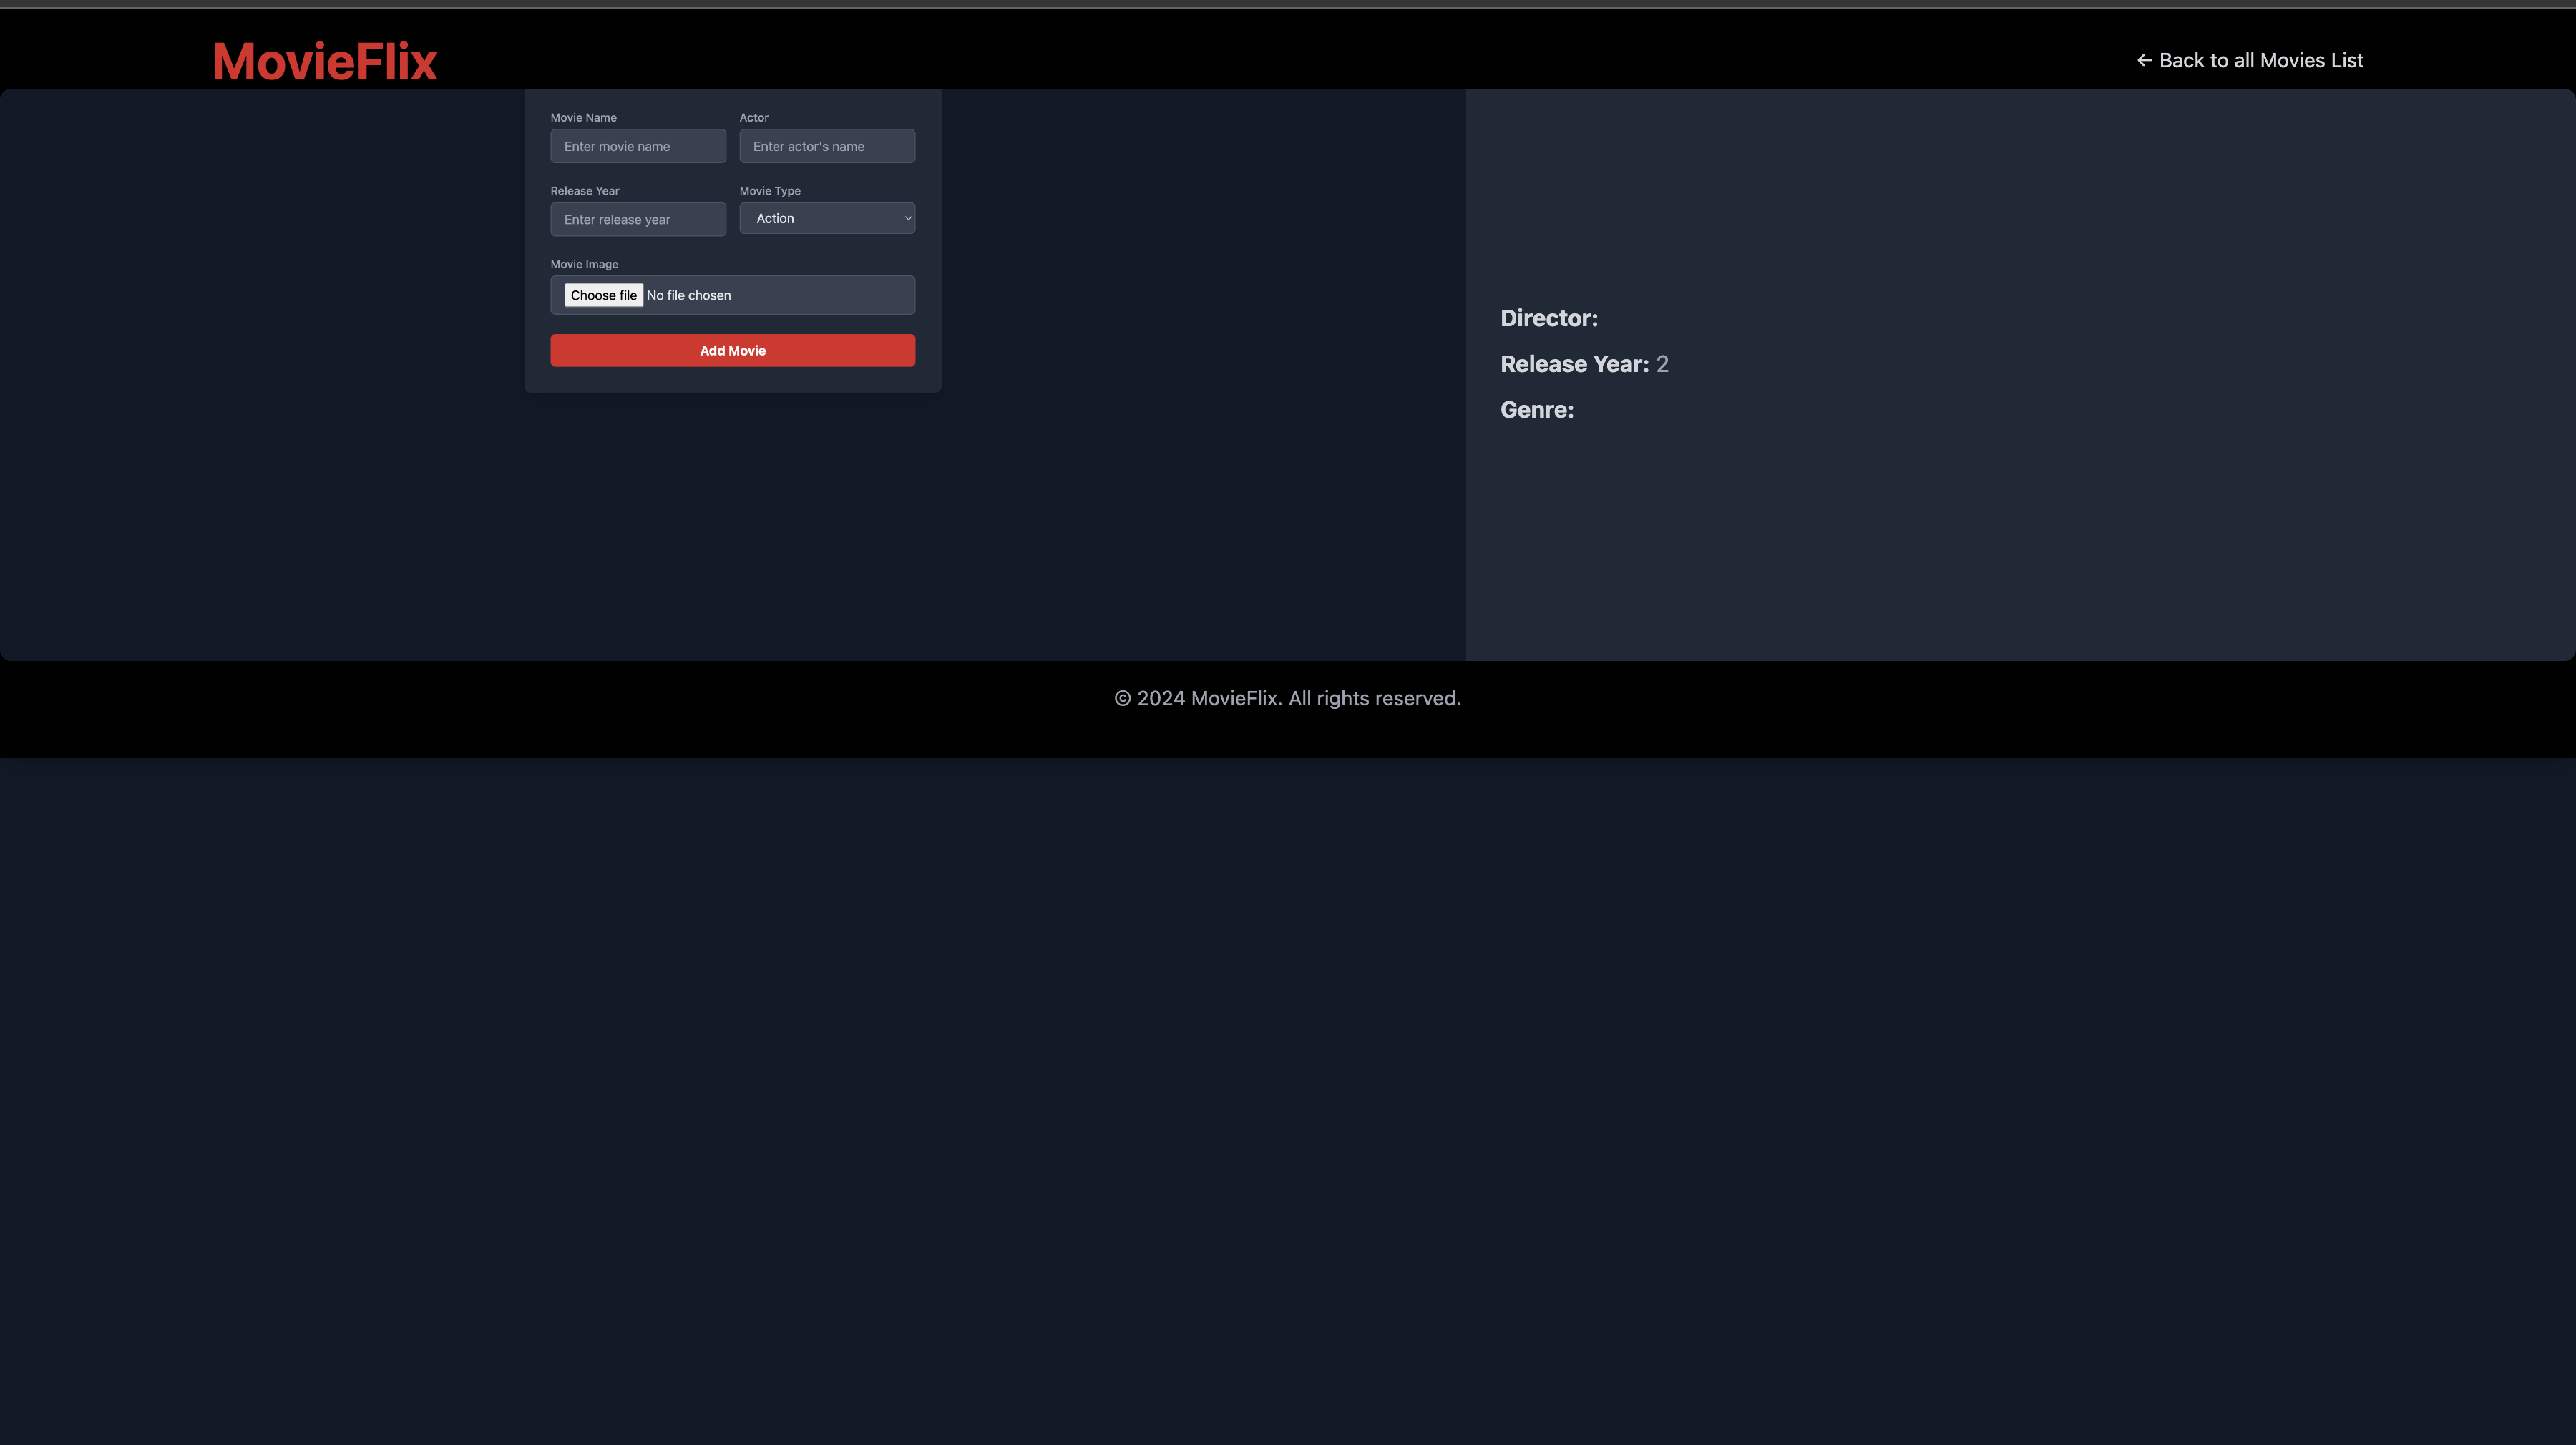 MovieFlix
← Back to all Movies List
Movie Name
Actor
Enter movie name
Enter actor's name
Release Year
Movie Type
Enter release year
Action
Movie Image
Choose file No file chosen
Add Movie
Director:
Release Year: 2
Genre:
© 2024 MovieFlix. All rights reserved.